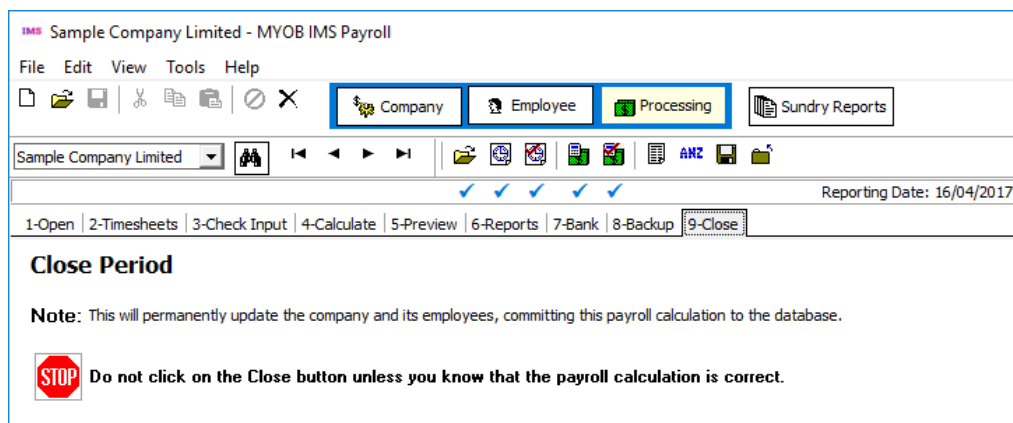 IMS Sample Company Limited - MYOB IMS Payroll
File Edit View Tools Help
$ Company Employee Processing Sundry Reports
Sample Company Limited ANZ
Reporting Date: 16/04/2017
1-Open 2-Timesheets 3-Check Input 4-Calculate 5-Preview 6-Reports 7-Bank 8-Backup 9-Close
Close Period
Note: This will permanently update the company and its employees, committing this payroll calculation to the database.
STOP Do not click on the Close button unless you know that the payroll calculation is correct.